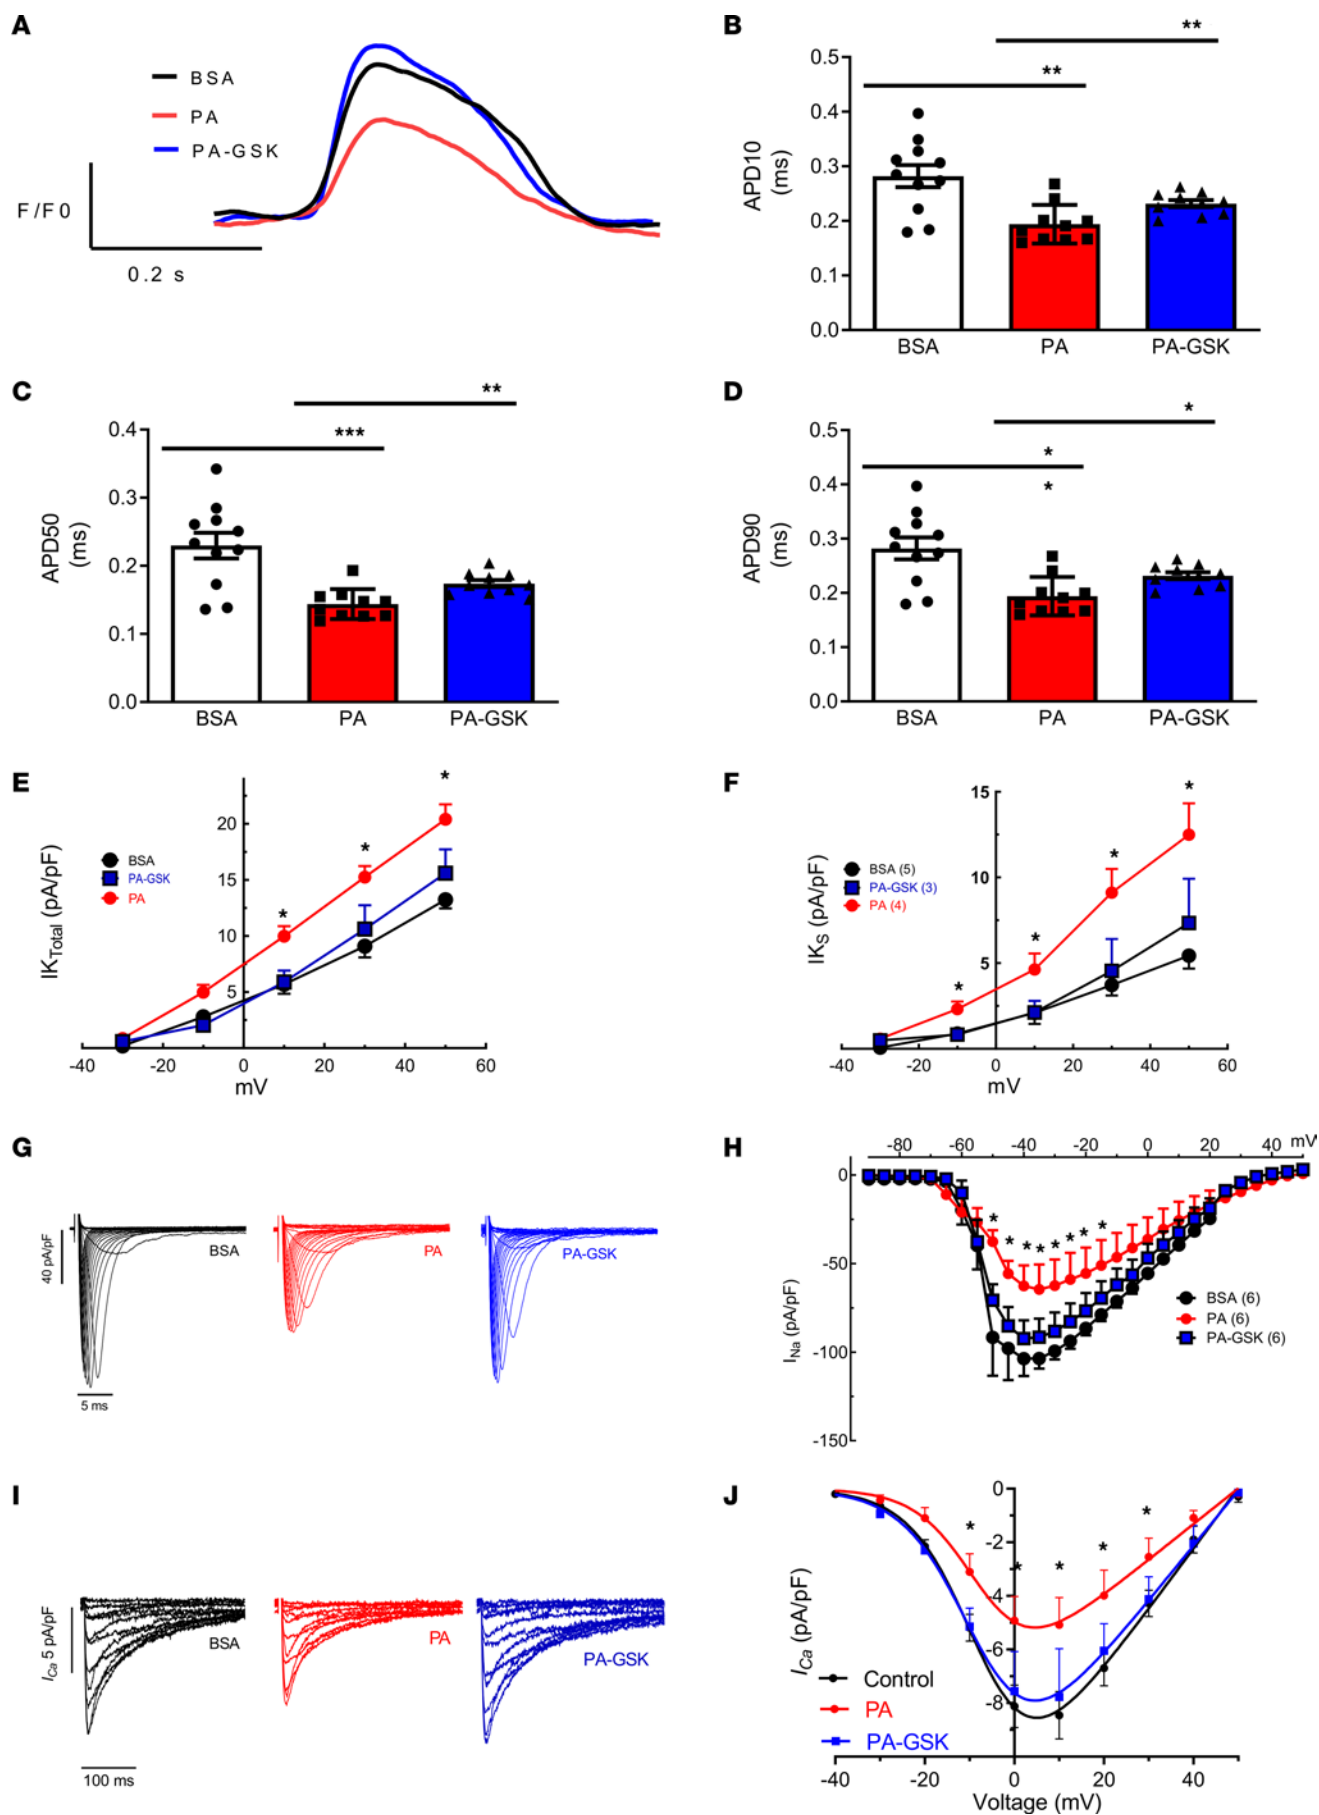 A
BSA
PA
PA-GSK
F/F0
0.2 s
B
**
**
APD10
(ms)
0.5
0.4
0.3
0.2
0.1
0.0
BSA PA PA-GSK
C
**
***
APD50
(ms)
0.4
0.3
0.2
0.1
0.0
BSA PA PA-GSK
D
*
*
*
APD90
(ms)
0.5
0.4
0.3
0.2
0.1
0.0
BSA PA PA-GSK
E
IKTotal (pA/pF)
20
15
10
5
* * *
BSA
PA-GSK
PA
-40 -20 0 20 40 60
mV
F
IKS (pA/pF)
15
10
5
* * * *
BSA (5)
PA-GSK (3)
PA (4)
-40 -20 0 20 40 60
mV
G
40 pA/pF
BSA
PA
PA-GSK
5 ms
H
-80 -60 -40 -20 0 20 40 mV
INa (pA/pF)
0
-50
-100
-150
* * * * * * * *
BSA (6)
PA (6)
PA-GSK (6)
I
ICa 5 pA/pF
BSA
PA
PA-GSK
100 ms
J
ICa (pA/pF)
0
-2
-4
-6
-8
* * * * *
Control
PA
PA-GSK
-40 -20 0 20 40
Voltage (mV)